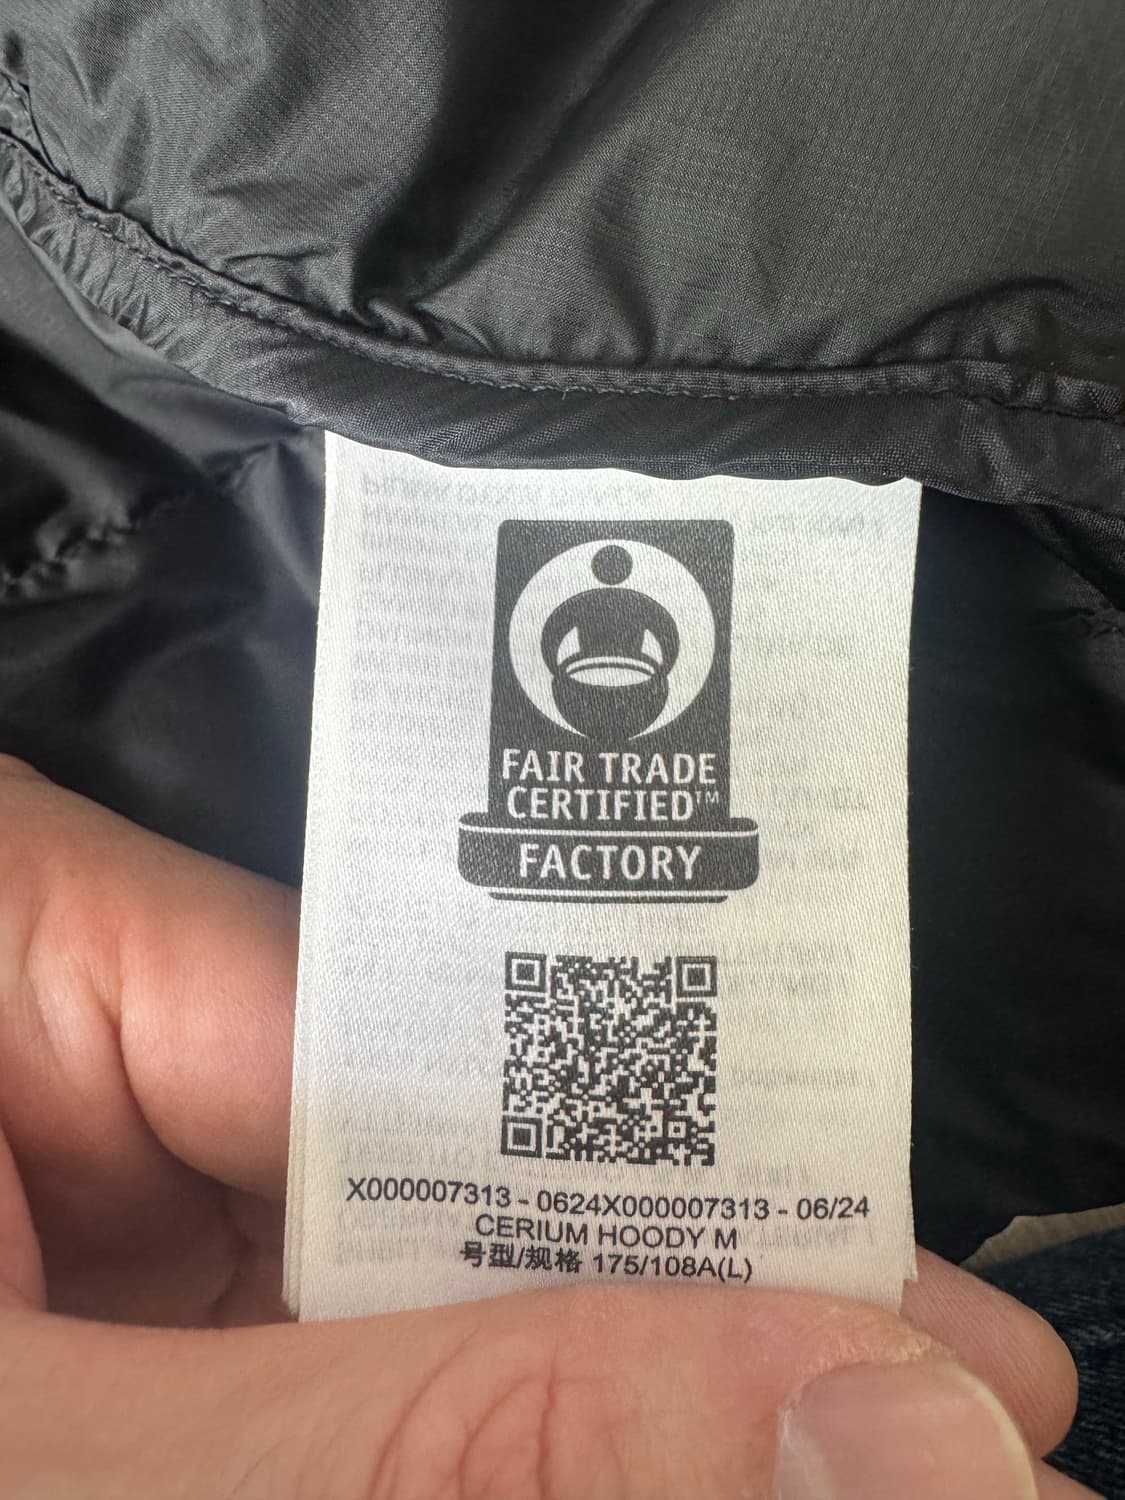 FAIR TRADE
CERTIFIED™
FACTORY
X000007313 - 0624X000007313 - 06/24
CERIUM HOODY M
号型/规格 175/108A(L)